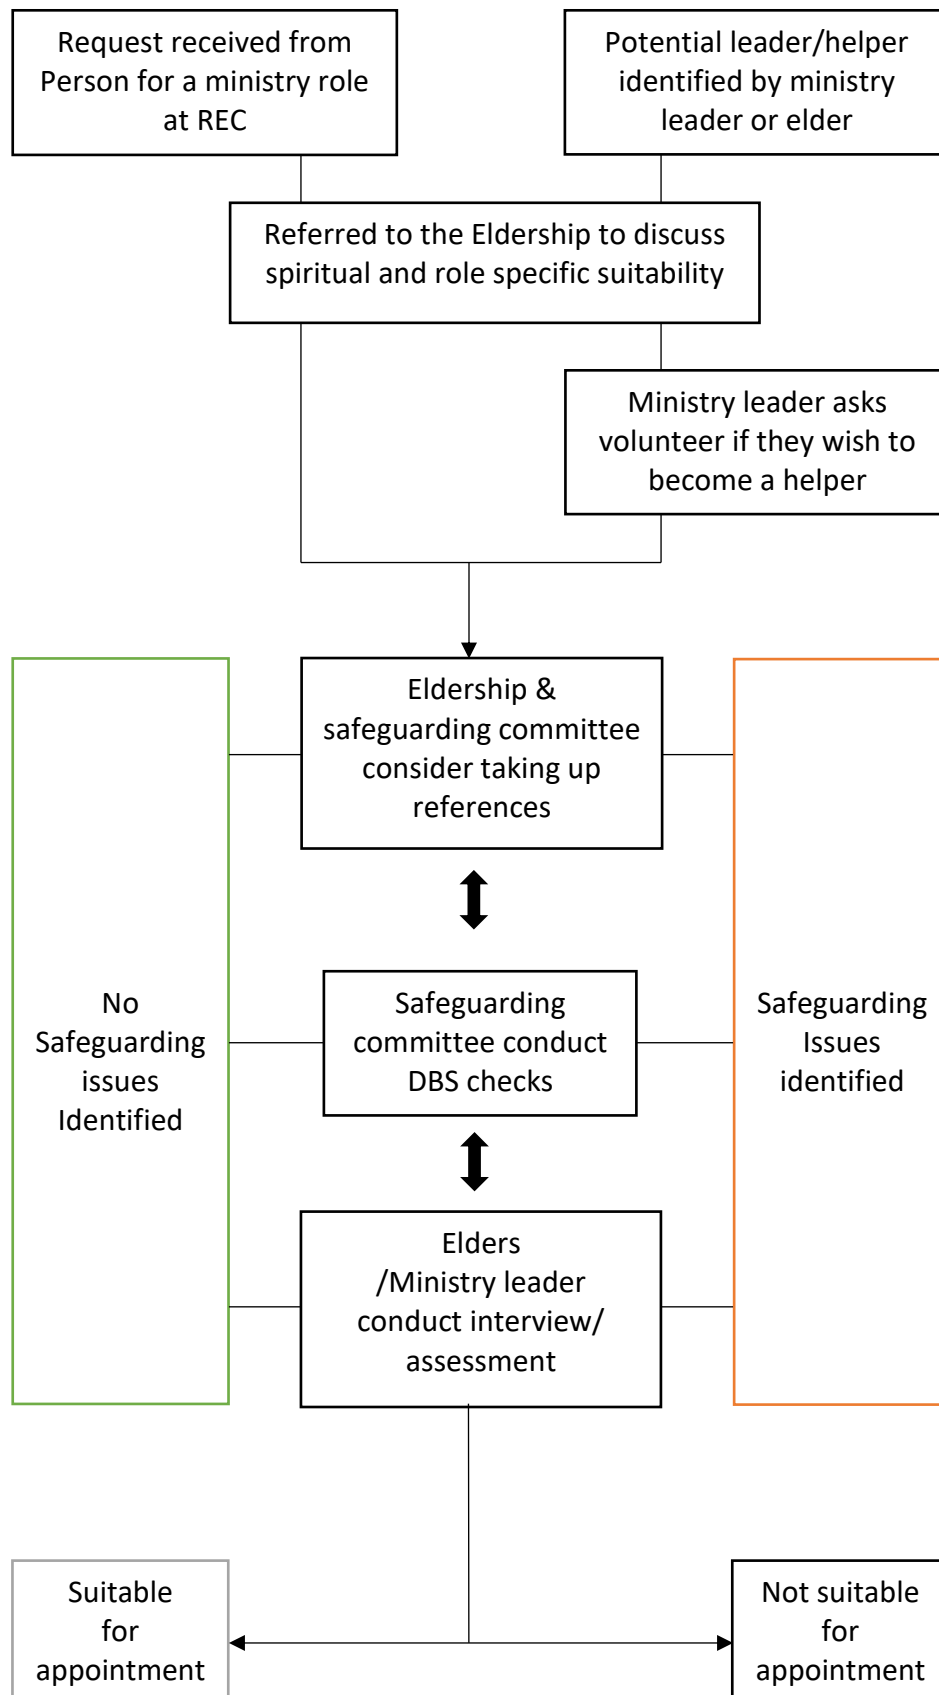 Request received from
Person for a ministry role
at REC
Potential leader/helper
identified by ministry
leader or elder
Referred to the Eldership to discuss
spiritual and role specific suitability
Ministry leader asks
volunteer if they wish to
become a helper
Eldership &
safeguarding committee
consider taking up
references
No
Safeguarding
issues
Identified
Safeguarding
committee conduct
DBS checks
Safeguarding
Issues
identified
Elders
/Ministry leader
conduct interview/
assessment
Suitable
for
appointment
Not suitable
for
appointment